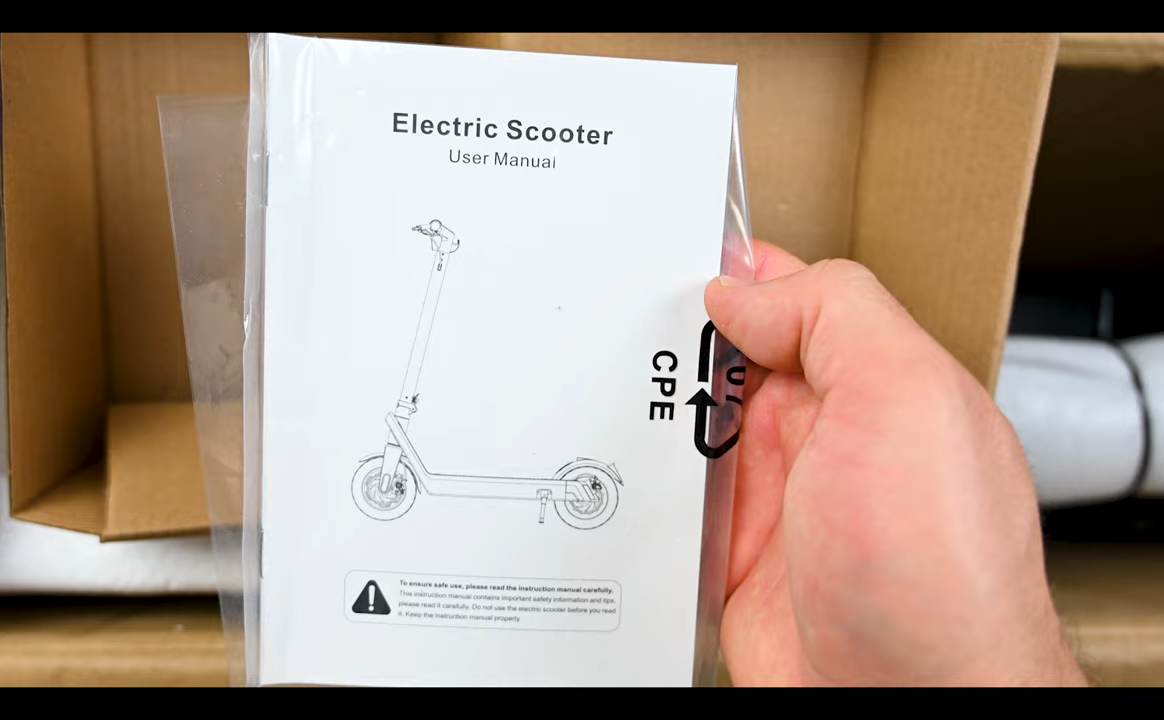 Electric Scooter
User Manual
CPE
To ensure safe use, please read the instruction manual carefully.
This instruction manual contains important safety information and tips,
please read it carefully. Do not use the electric scooter before you read
it. Keep the instruction manual properly.